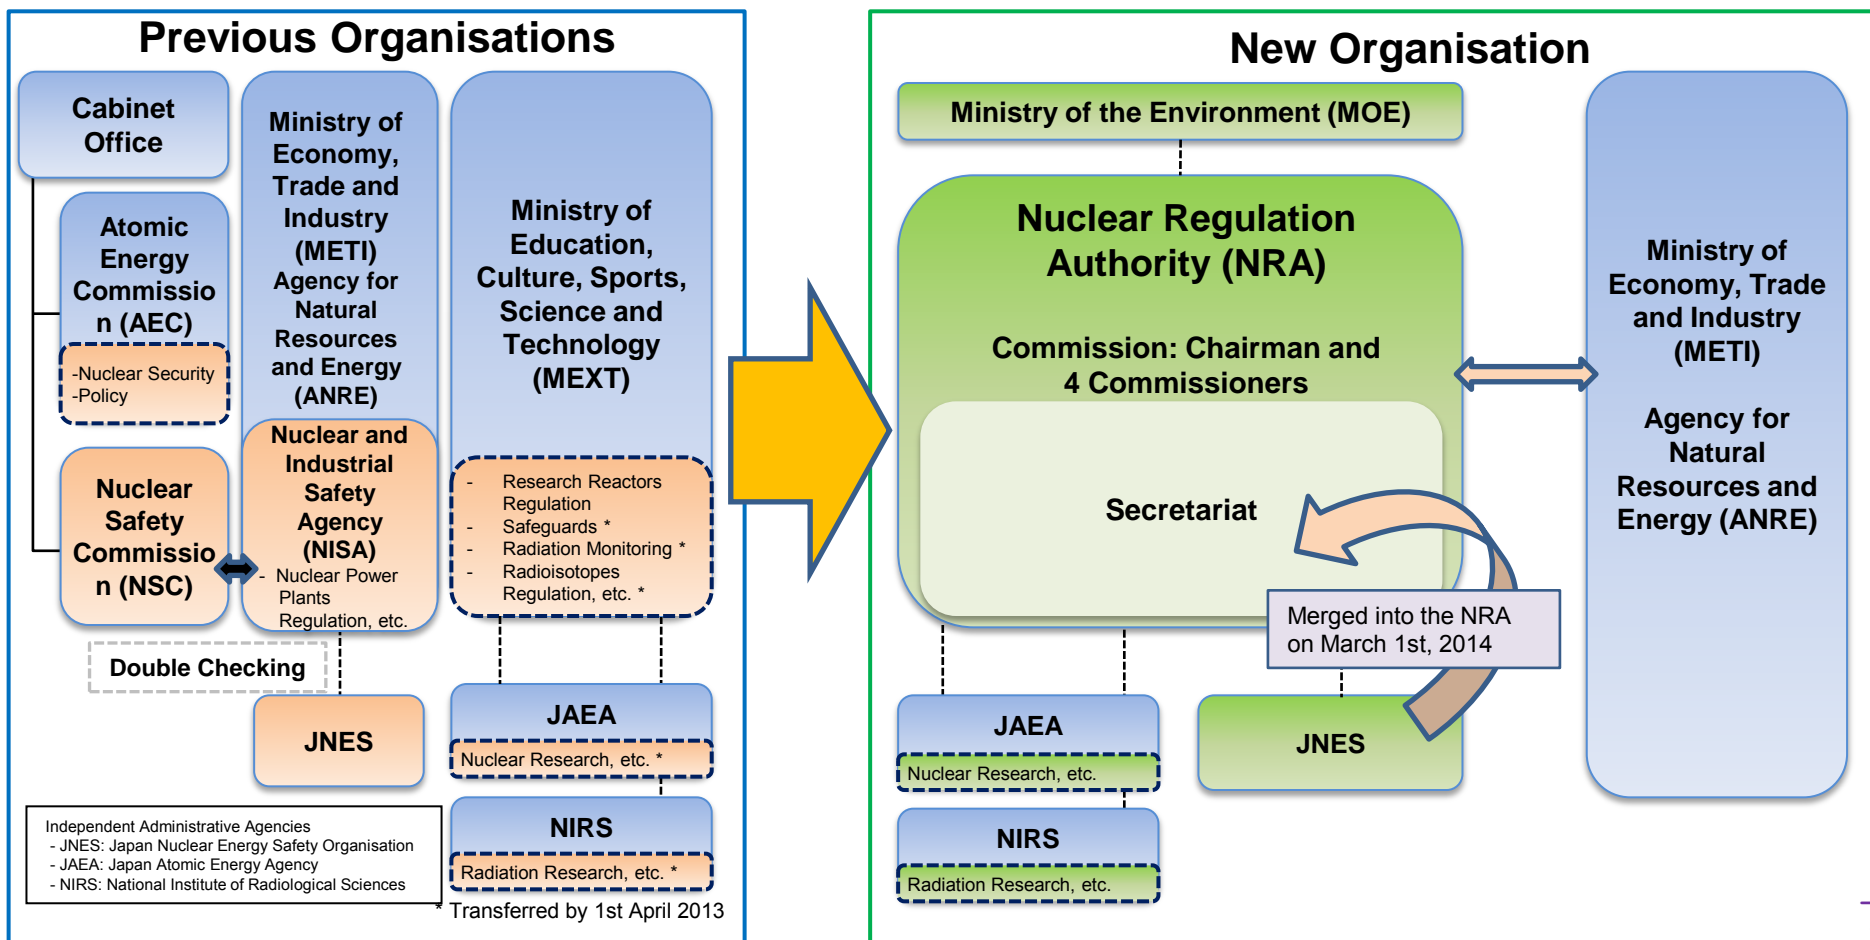 Previous Organisations
Cabinet
Office
Atomic
Energy
Commissio
n (AEC)
-Nuclear Security
-Policy
Nuclear
Safety
Commissio
n (NSC)
Ministry of
Economy,
Trade and
Industry
(METI)
Agency for
Natural
Resources
and Energy
(ANRE)
Nuclear and
Industrial
Safety
Agency
(NISA)
- Nuclear Power
Plants
Regulation, etc.
Double Checking
JNES
Ministry of
Education,
Culture, Sports,
Science and
Technology
(MEXT)
- Research Reactors
Regulation
- Safeguards *
- Radiation Monitoring *
- Radioisotopes
Regulation, etc. *
JAEA
Nuclear Research, etc. *
NIRS
Radiation Research, etc. *
Independent Administrative Agencies
- JNES: Japan Nuclear Energy Safety Organisation
- JAEA: Japan Atomic Energy Agency
- NIRS: National Institute of Radiological Sciences
* Transferred by 1st April 2013
New Organisation
Ministry of the Environment (MOE)
Nuclear Regulation
Authority (NRA)
Commission: Chairman and
4 Commissioners
Secretariat
Merged into the NRA
on March 1st, 2014
JAEA
Nuclear Research, etc.
NIRS
Radiation Research, etc.
JNES
Ministry of
Economy, Trade
and Industry
(METI)
Agency for
Natural
Resources and
Energy (ANRE)